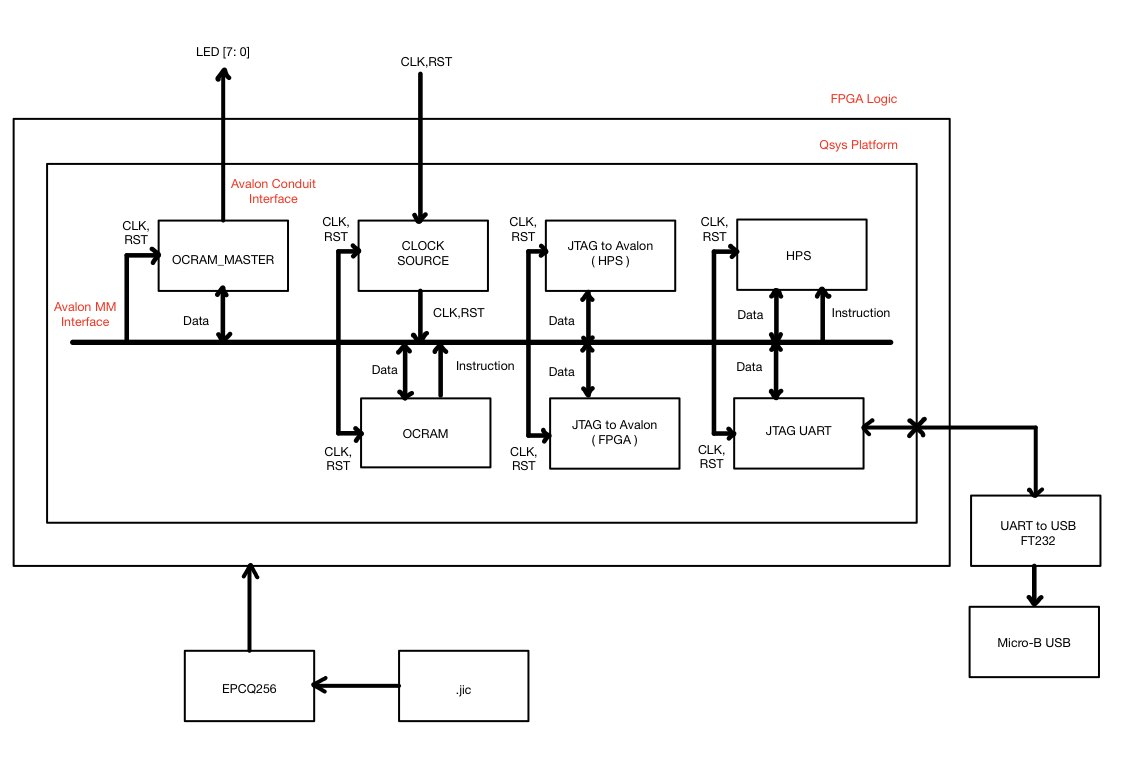 LED [7: 0]
CLK,RST
FPGA Logic
Qsys Platform
Avalon Conduit
Interface
CLK,
RST
OCRAM_MASTER
CLK,
RST
CLOCK
SOURCE
CLK,
RST
JTAG to Avalon
( HPS )
CLK,
RST
HPS
Avalon MM
Interface
Data
CLK,RST
Data
Data
Instruction
Data
Instruction
Data
Data
CLK,
RST
OCRAM
CLK,
RST
JTAG to Avalon
( FPGA )
CLK,
RST
JTAG UART
UART to USB
FT232
Micro-B USB
EPCQ256
.jic